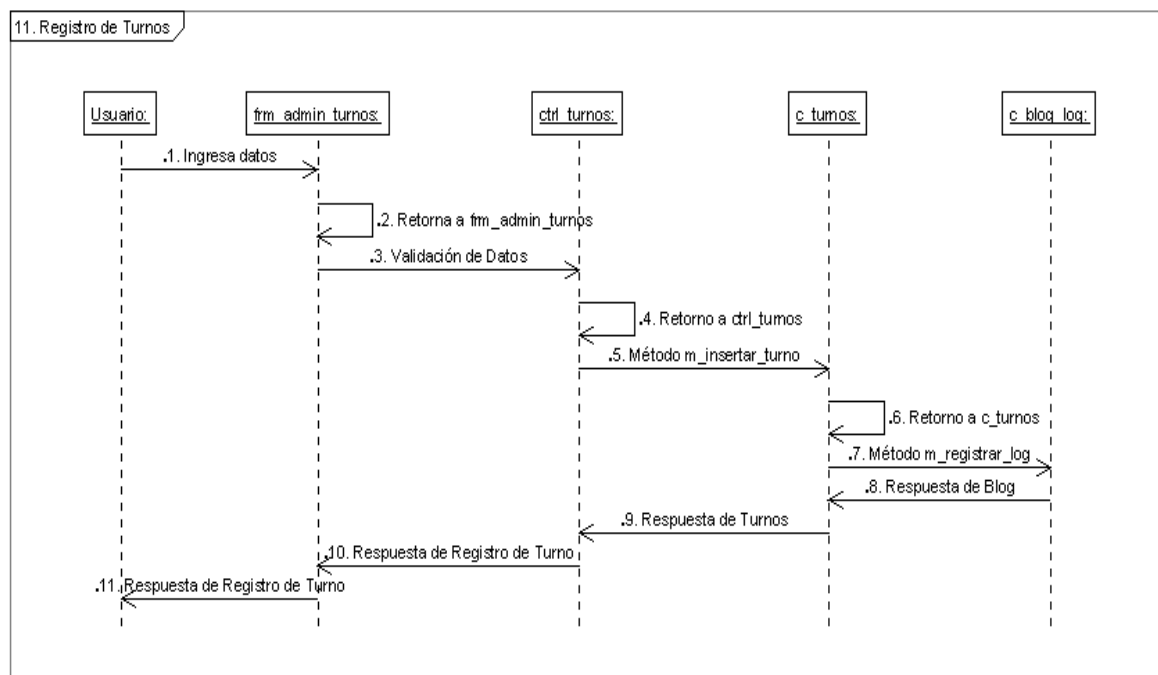 11. Registro de Turnos
Usuario:
frm_admin_turnos:
ctrl_turnos:
c_turnos:
c_blog_log:
.1. Ingresa datos
.2. Retorna a frm_admin_turnos
.3. Validación de Datos
.4. Retorno a ctrl_turnos
.5. Método m_insertar_turno
.6. Retorno a c_turnos
.7. Método m_registrar_log
.8. Respuesta de Blog
.9. Respuesta de Turnos
.10. Respuesta de Registro de Turno
.11. Respuesta de Registro de Turno